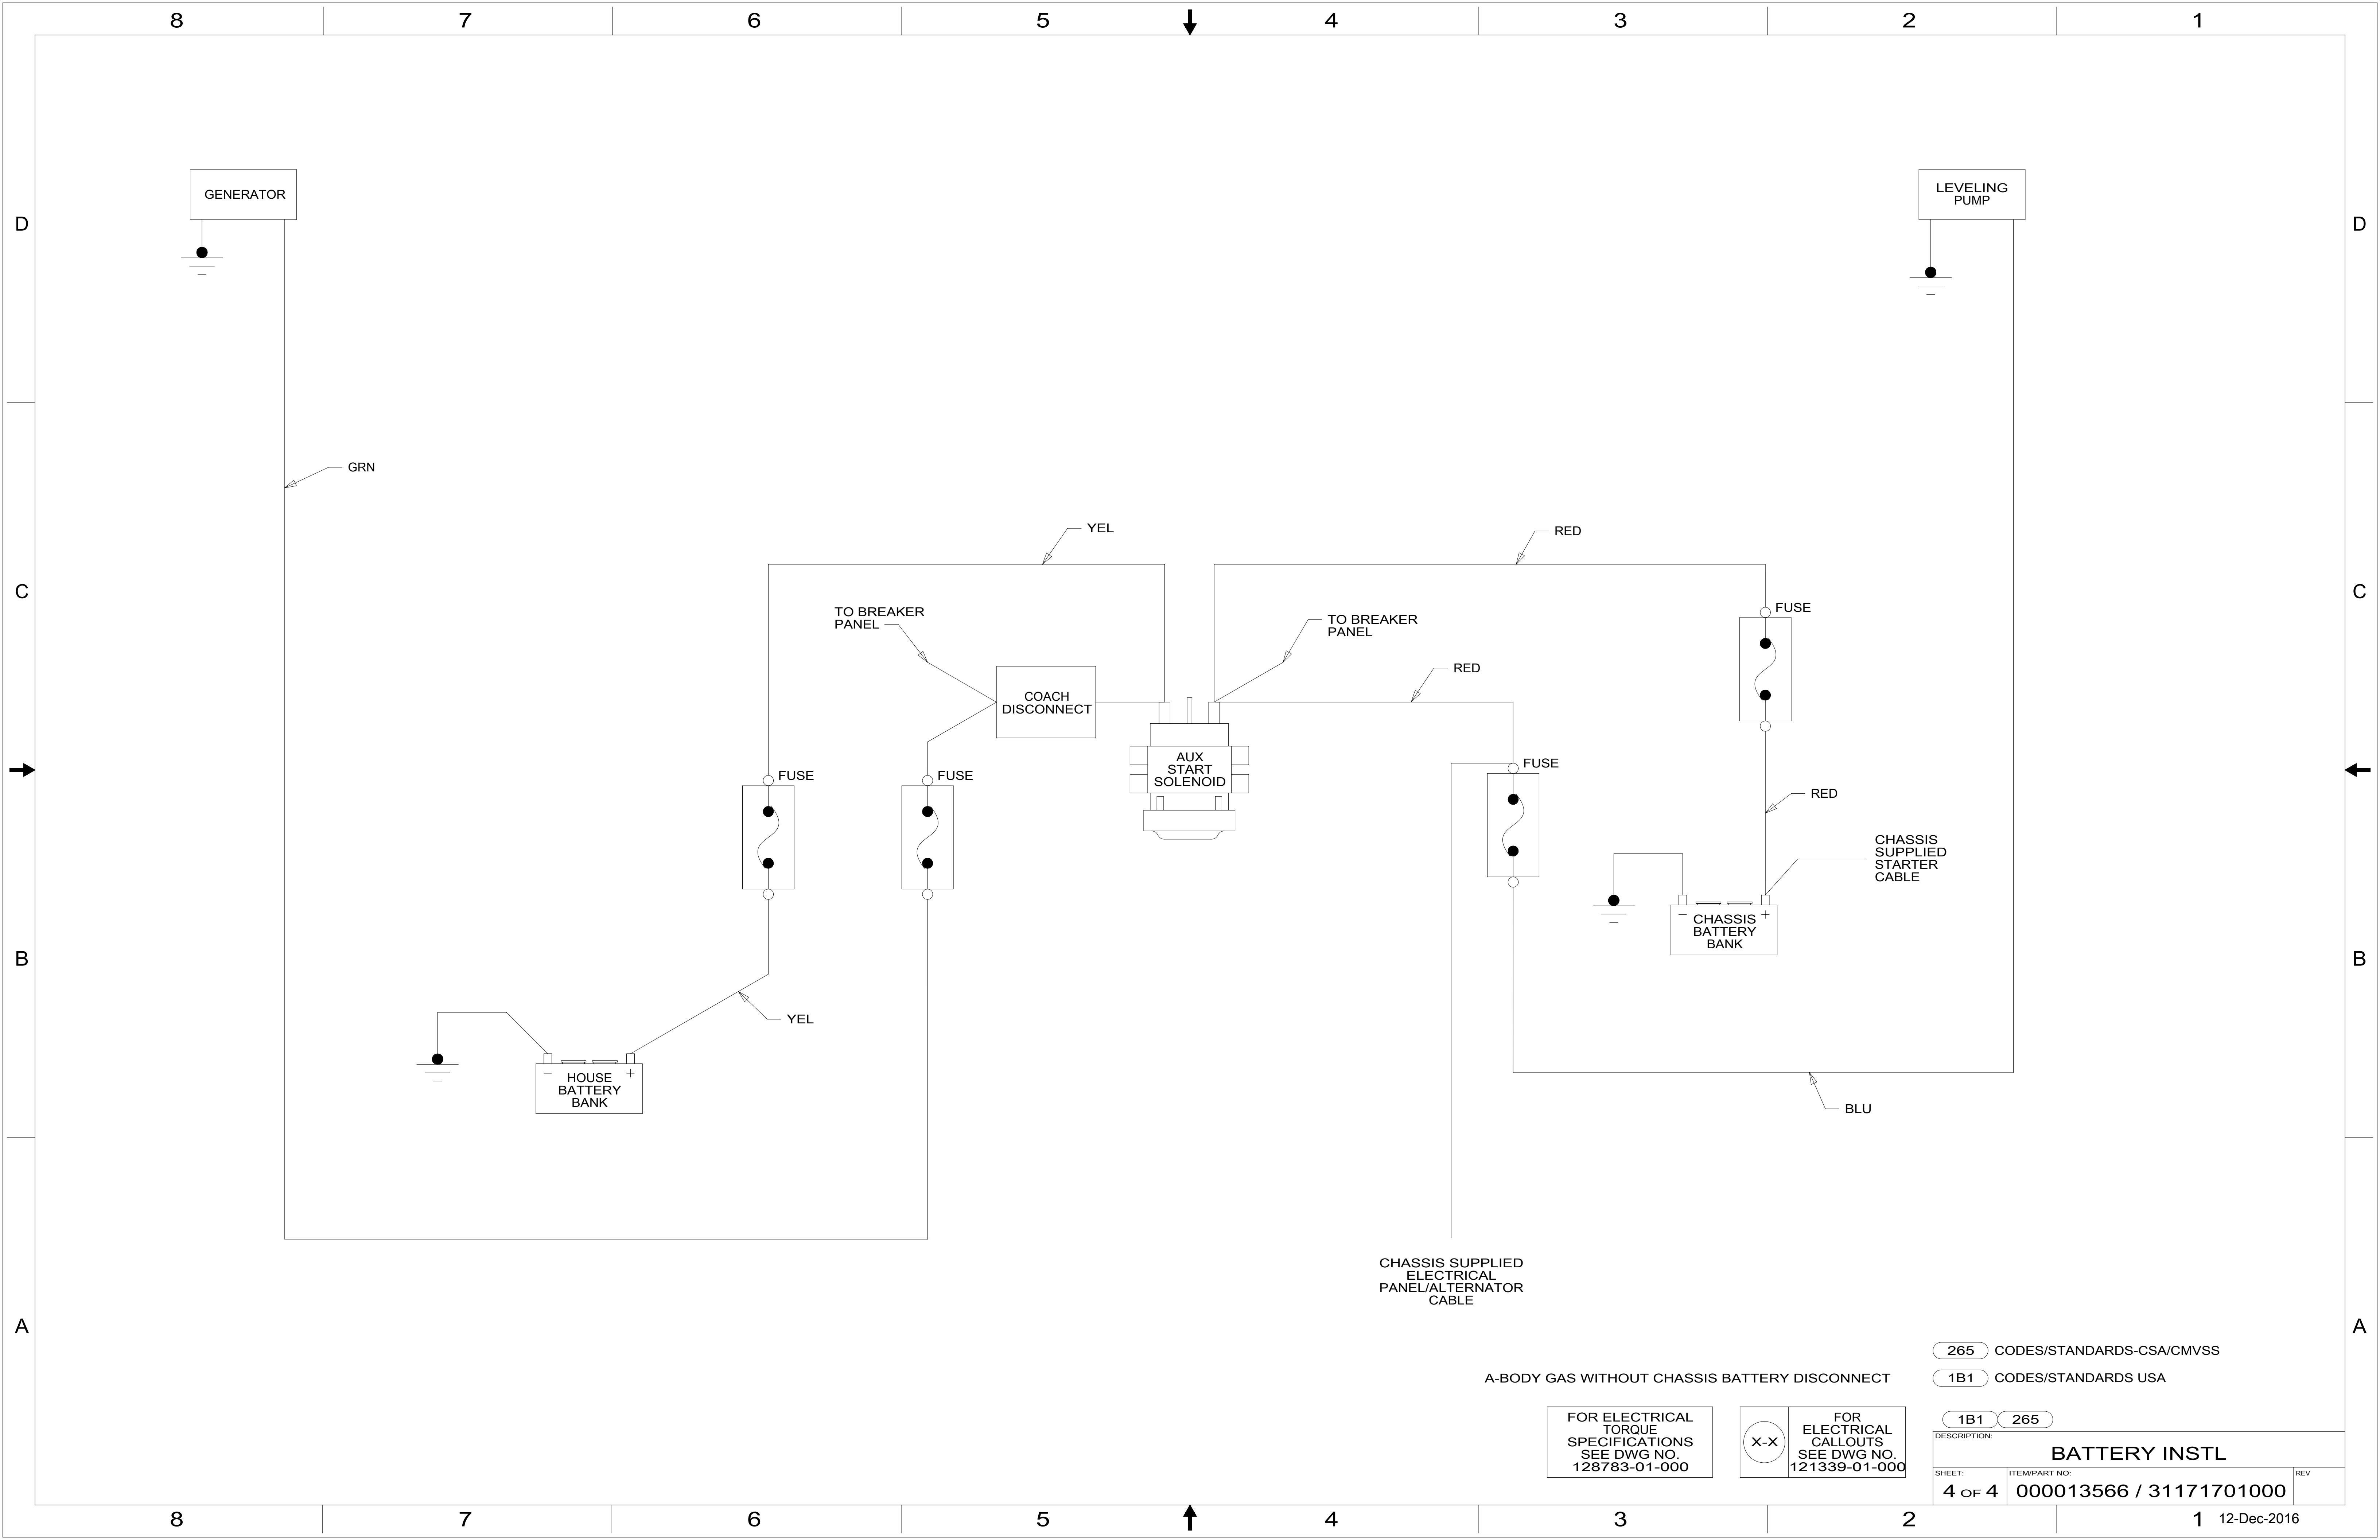 8 7 6 5 4 3 2 1
GENERATOR
LEVELING
PUMP
D D
GRN
YEL
RED
C C
TO BREAKER
PANEL
TO BREAKER
PANEL
FUSE
RED
COACH
DISCONNECT
AUX
START
SOLENOID
FUSE
FUSE
FUSE
RED
CHASSIS
SUPPLIED
STARTER
CABLE
− +
CHASSIS
BATTERY
BANK
B B
YEL
− +
HOUSE
BATTERY
BANK
BLU
CHASSIS SUPPLIED
ELECTRICAL
PANEL/ALTERNATOR
CABLE
A A
265 CODES/STANDARDS-CSA/CMVSS
A-BODY GAS WITHOUT CHASSIS BATTERY DISCONNECT
1B1 CODES/STANDARDS USA
FOR ELECTRICAL
TORQUE
SPECIFICATIONS
SEE DWG NO.
128783-01-000
X-X
FOR
ELECTRICAL
CALLOUTS
SEE DWG NO.
121339-01-000
1B1 265
DESCRIPTION:
BATTERY INSTL
SHEET:
4 OF 4
ITEM/PART NO:
000013566 / 31171701000
REV
8 7 6 5 4 3 2 1
12-Dec-2016